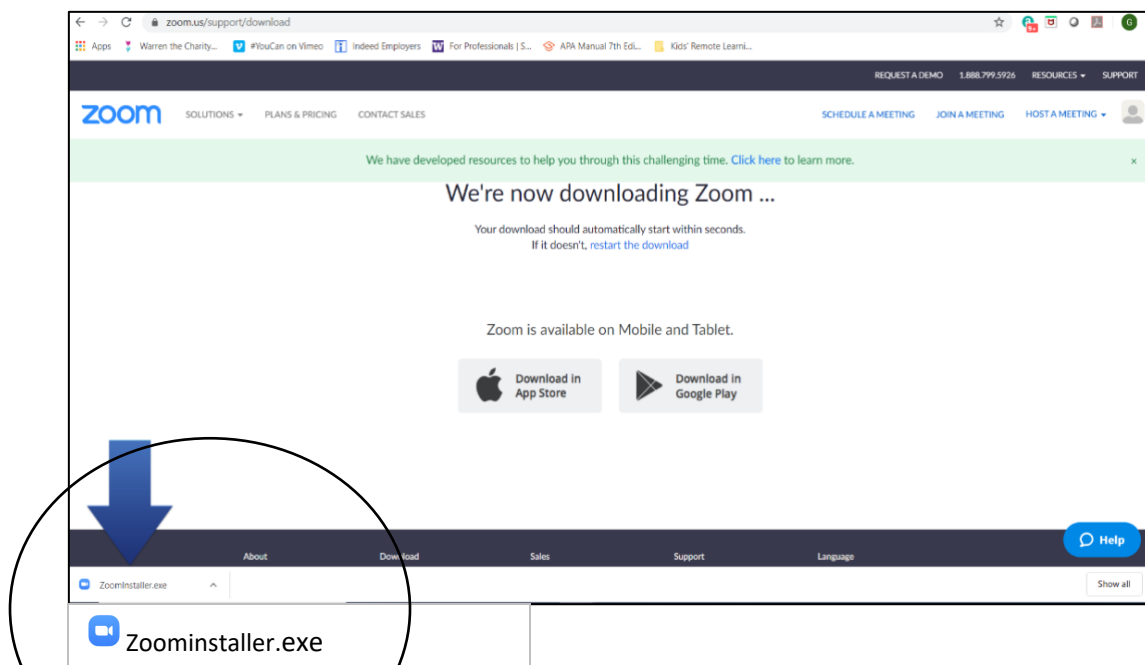 zoom.us/support/download
G
Apps Warren the Charity... #YouCan on Vimeo Indeed Employers For Professionals | S... APA Manual 7th Edi... Kids' Remote Learni...
REQUEST A DEMO 1.888.799.5926 RESOURCES SUPPORT
zoom SOLUTIONS PLANS & PRICING CONTACT SALES SCHEDULE A MEETING JOIN A MEETING HOST A MEETING
We have developed resources to help you through this challenging time. Click here to learn more. ×
We're now downloading Zoom ...
Your download should automatically start within seconds.
If it doesn't, restart the download
Zoom is available on Mobile and Tablet.
Download in
App Store
Download in
Google Play
About Download Sales Support Language
Help
ZoomInstaller.exe Show all
Zoominstaller.exe